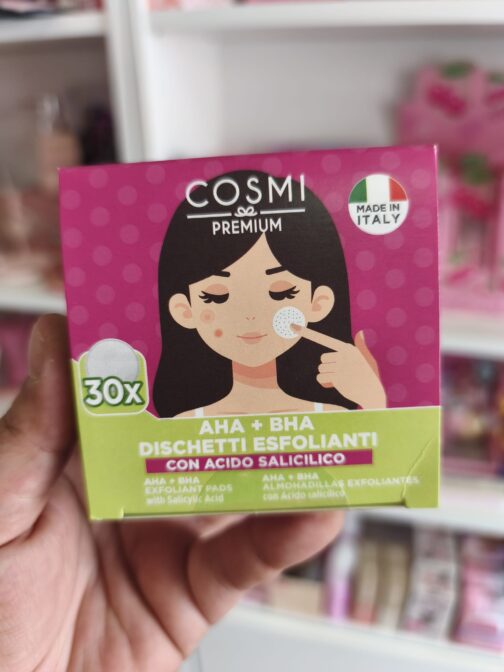 COSMI
PREMIUM
MADE IN
ITALY
30X
AHA + BHA
DISCHETTI ESFOLIANTI
CON ACIDO SALICILICO
AHA + BHA
EXFOLIANT PADS
with Salicylic Acid
AHA + BHA
ALMOHADILLAS EXFOLIANTES
con Ácido salicílico